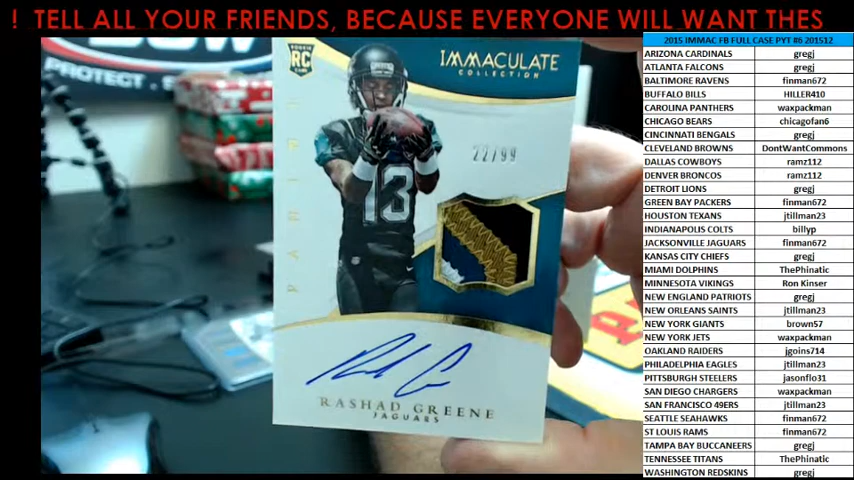 ! TELL ALL YOUR FRIENDS, BECAUSE EVERYONE WILL WANT THES
PROTECT . S
RC
IMMACULATE
COLLECTION
22/99
PANINI
13
RASHAD GREENE
JAGUARS
2015 IMMAC FB FULL CASE PYT #6 201512
ARIZONA CARDINALS gregj
ATLANTA FALCONS gregj
BALTIMORE RAVENS finman672
BUFFALO BILLS HILLER410
CAROLINA PANTHERS waxpackman
CHICAGO BEARS chicagofan6
CINCINNATI BENGALS gregj
CLEVELAND BROWNS DontWantCommons
DALLAS COWBOYS ramz112
DENVER BRONCOS ramz112
DETROIT LIONS gregj
GREEN BAY PACKERS finman672
HOUSTON TEXANS jtillman23
INDIANAPOLIS COLTS billyp
JACKSONVILLE JAGUARS finman672
KANSAS CITY CHIEFS gregj
MIAMI DOLPHINS ThePhinatic
MINNESOTA VIKINGS Ron Kinser
NEW ENGLAND PATRIOTS gregj
NEW ORLEANS SAINTS jtillman23
NEW YORK GIANTS brown57
NEW YORK JETS waxpackman
OAKLAND RAIDERS jgoins714
PHILADELPHIA EAGLES jtillman23
PITTSBURGH STEELERS jasonflo31
SAN DIEGO CHARGERS waxpackman
SAN FRANCISCO 49ERS jtillman23
SEATTLE SEAHAWKS finman672
ST LOUIS RAMS finman672
TAMPA BAY BUCCANEERS gregj
TENNESSEE TITANS ThePhinatic
WASHINGTON REDSKINS gregj